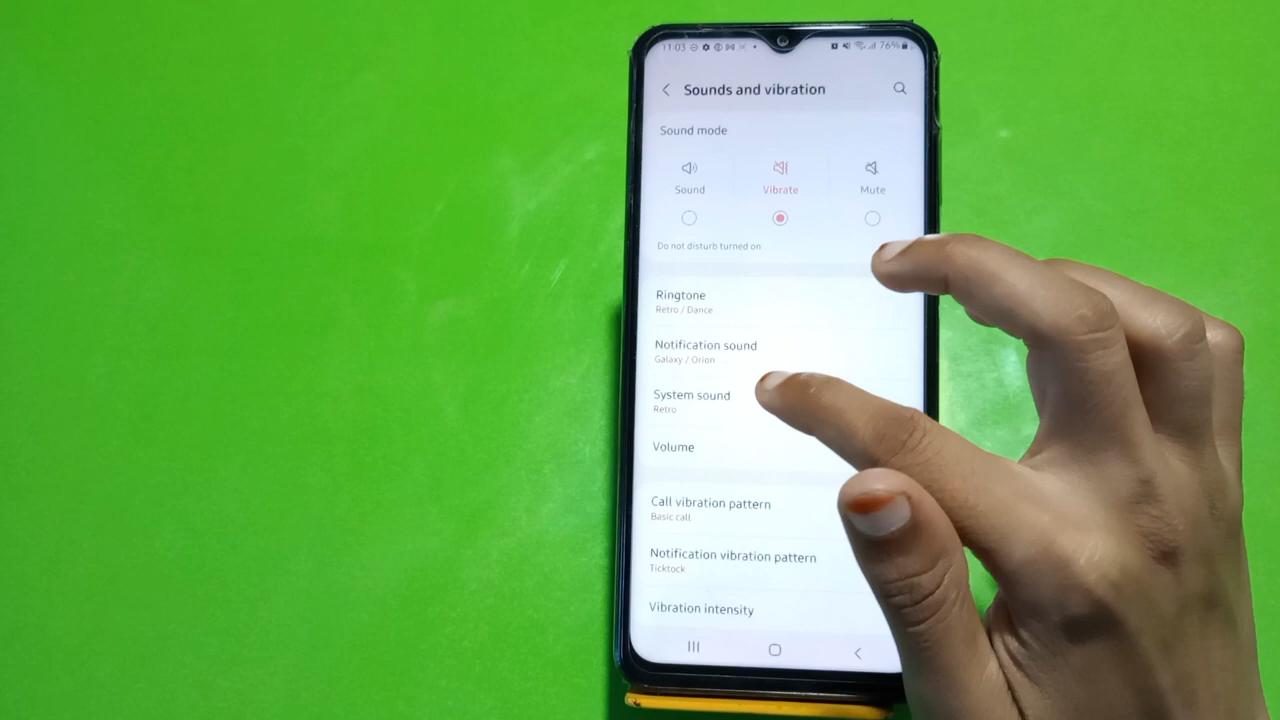 11:03
76%
Sounds and vibration
Sound mode
Sound Vibrate Mute
Do not disturb turned on
Ringtone
Retro / Dance
Notification sound
Galaxy / Orion
System sound
Retro
Volume
Call vibration pattern
Basic call
Notification vibration pattern
Ticktock
Vibration intensity